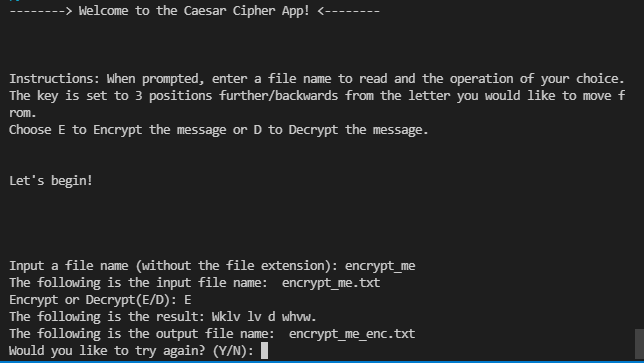 --------> Welcome to the Caesar Cipher App! <--------
Instructions: When prompted, enter a file name to read and the operation of your choice.
The key is set to 3 positions further/backwards from the letter you would like to move f
rom.
Choose E to Encrypt the message or D to Decrypt the message.
Let's begin!
Input a file name (without the file extension): encrypt_me
The following is the input file name:  encrypt_me.txt
Encrypt or Decrypt(E/D): E
The following is the result: Wklv lv d whvw.
The following is the output file name:  encrypt_me_enc.txt
Would you like to try again? (Y/N):